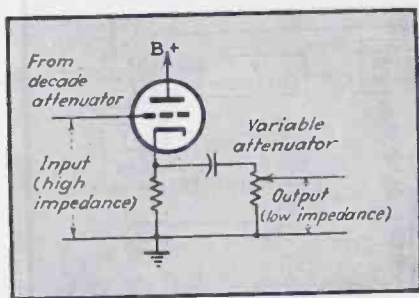 B+
From
decade
attenuator
Variable
attenuator
Input
(high
impedance)
Output
(low impedance)